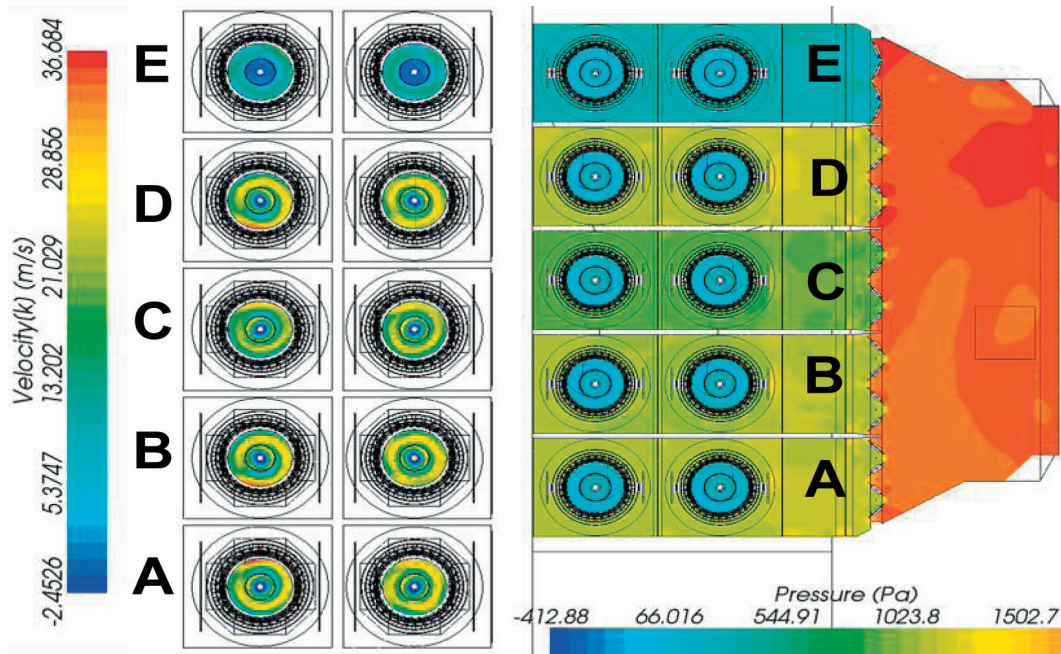 36.684
28.856
21.029
13.202
5.3747
-2.4526
Velocity(k) (m/s)
E
D
C
B
A
E
D
C
B
A
Pressure (Pa)
-412.88 66.016 544.91 1023.8 1502.7